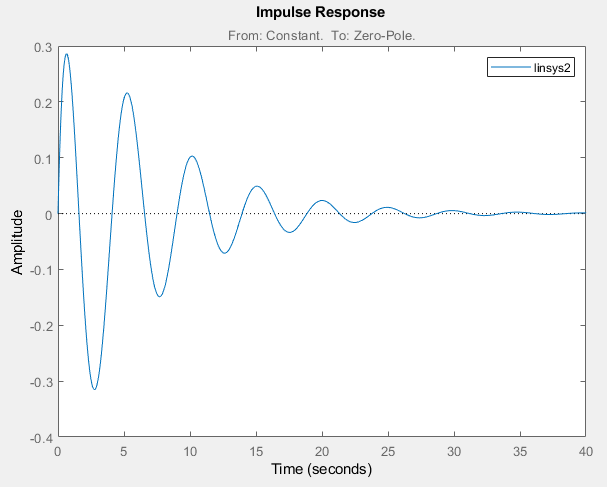 Impulse Response
From: Constant. To: Zero-Pole.
linsys2
0.3
0.2
0.1
0
-0.1
-0.2
-0.3
-0.4
Amplitude
0 5 10 15 20 25 30 35 40
Time (seconds)